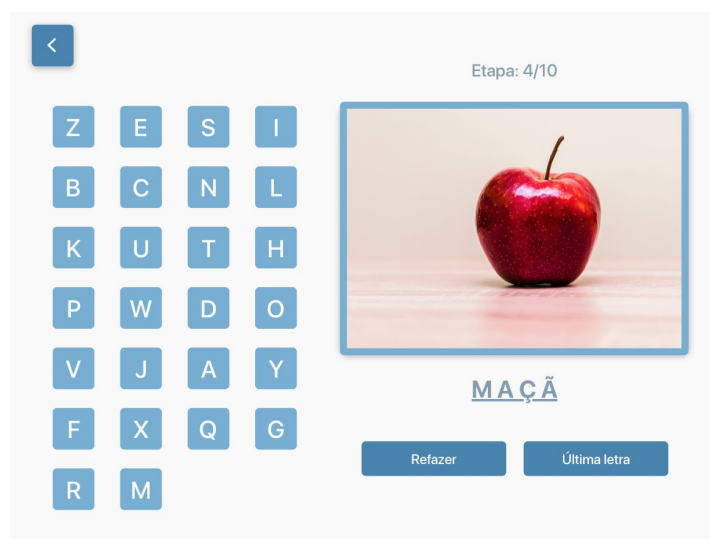 Etapa: 4/10
Z E S I
B C N L
K U T H
P W D O
V J A Y
F X Q G
R M
MAÇÃ
Refazer Última letra